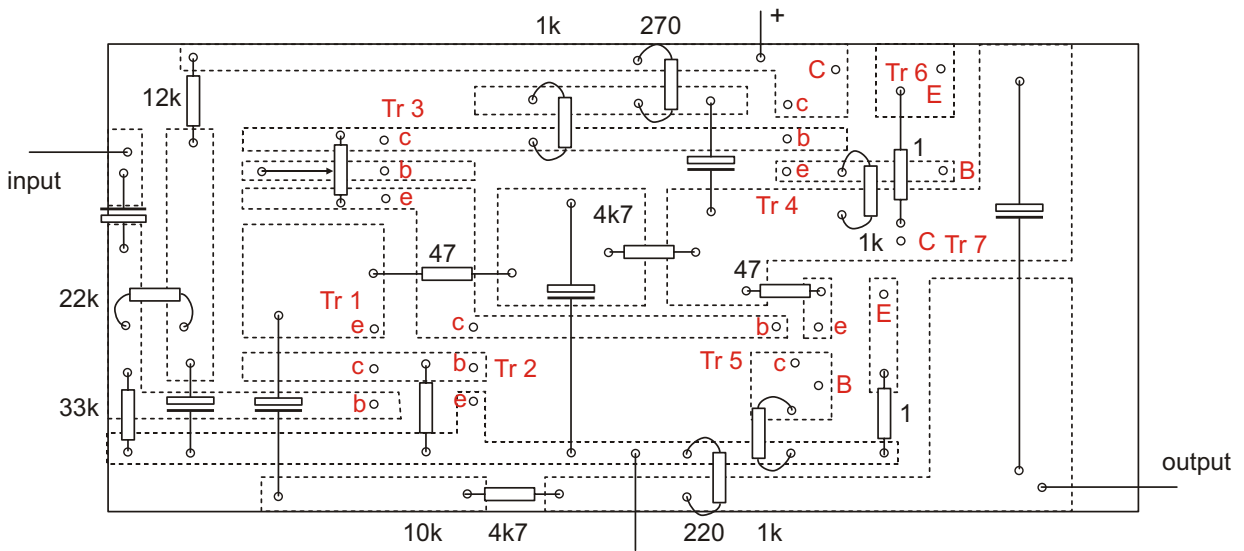 1k 270 +
C Tr 6
E
12k Tr 3 c
c b 1
input b e B
e Tr 4
4k7
1k C Tr 7
47 47
22k Tr 1 E
e c b e
Tr 5 c
c b Tr 2 B
33k b e 1
output
10k 4k7 220 1k